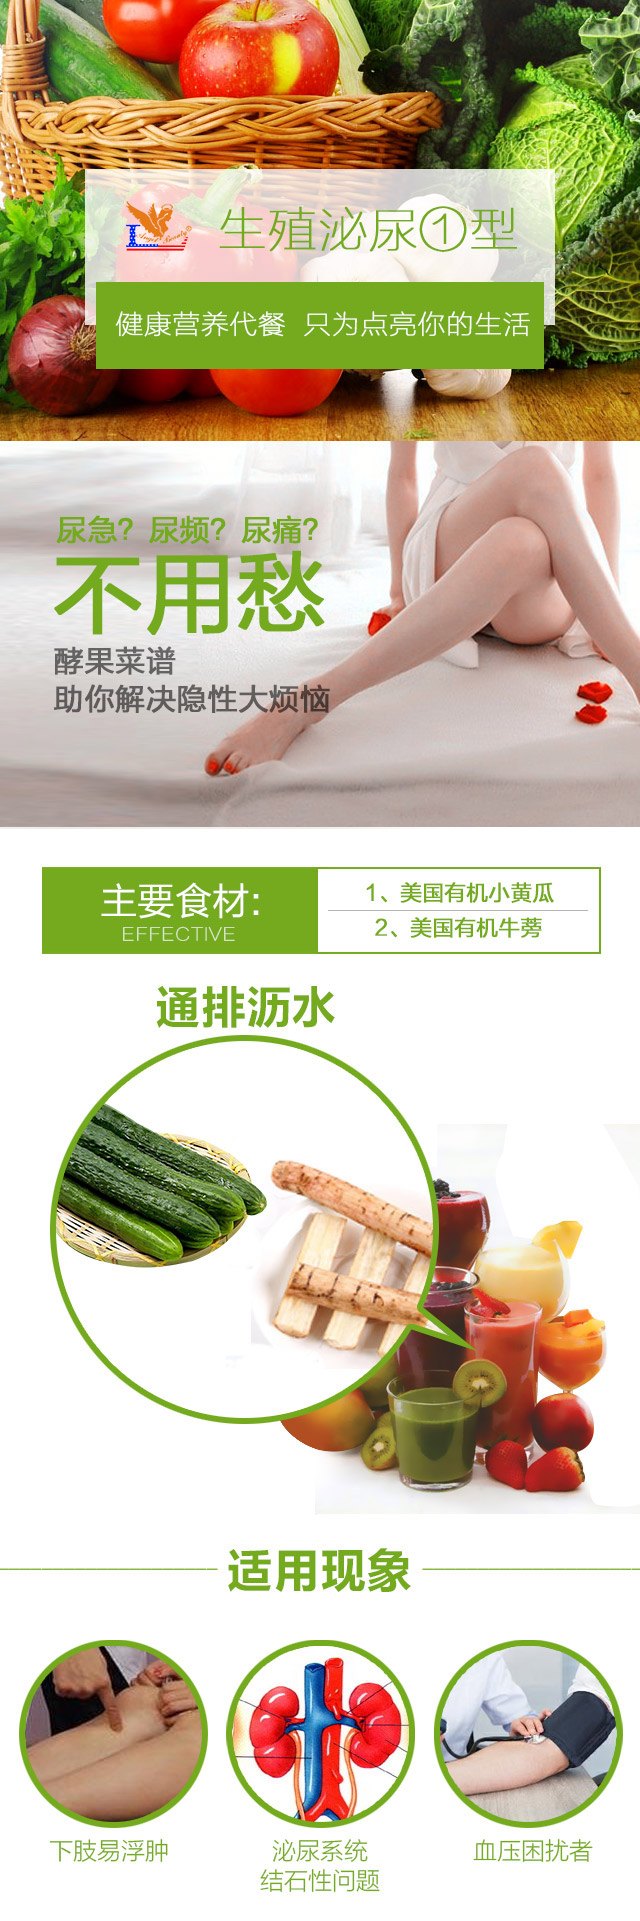 生殖泌尿①型
健康营养代餐 只为点亮你的生活
尿急？尿频？尿痛？
不用愁
酵果菜谱
助你解决隐性大烦恼
主要食材:
EFFECTIVE
1、美国有机小黄瓜
2、美国有机牛蒡
通排沥水
适用现象
下肢易浮肿
泌尿系统
结石性问题
血压困扰者